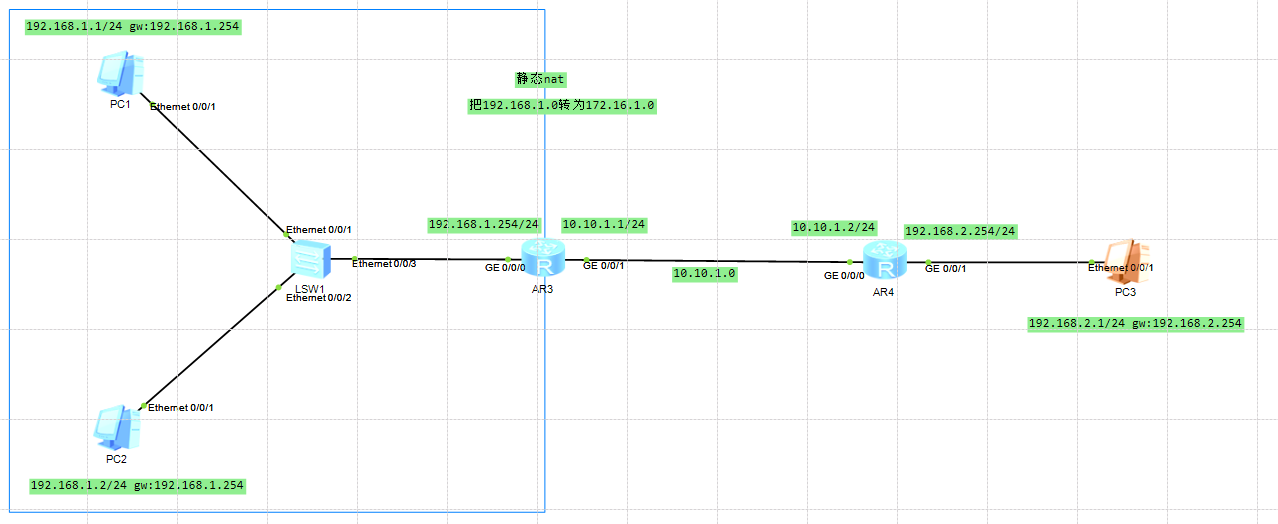 192.168.1.1/24 gw:192.168.1.254
PC1
Ethernet 0/0/1
静态nat
把192.168.1.0转为172.16.1.0
Ethernet 0/0/1
LSW1
Ethernet 0/0/3
Ethernet 0/0/2
192.168.1.254/24
10.10.1.1/24
GE 0/0/0
R
GE 0/0/1
AR3
10.10.1.0
10.10.1.2/24
192.168.2.254/24
GE 0/0/0
R
GE 0/0/1
AR4
Ethernet 0/0/1
PC3
192.168.2.1/24 gw:192.168.2.254
Ethernet 0/0/1
PC2
192.168.1.2/24 gw:192.168.1.254